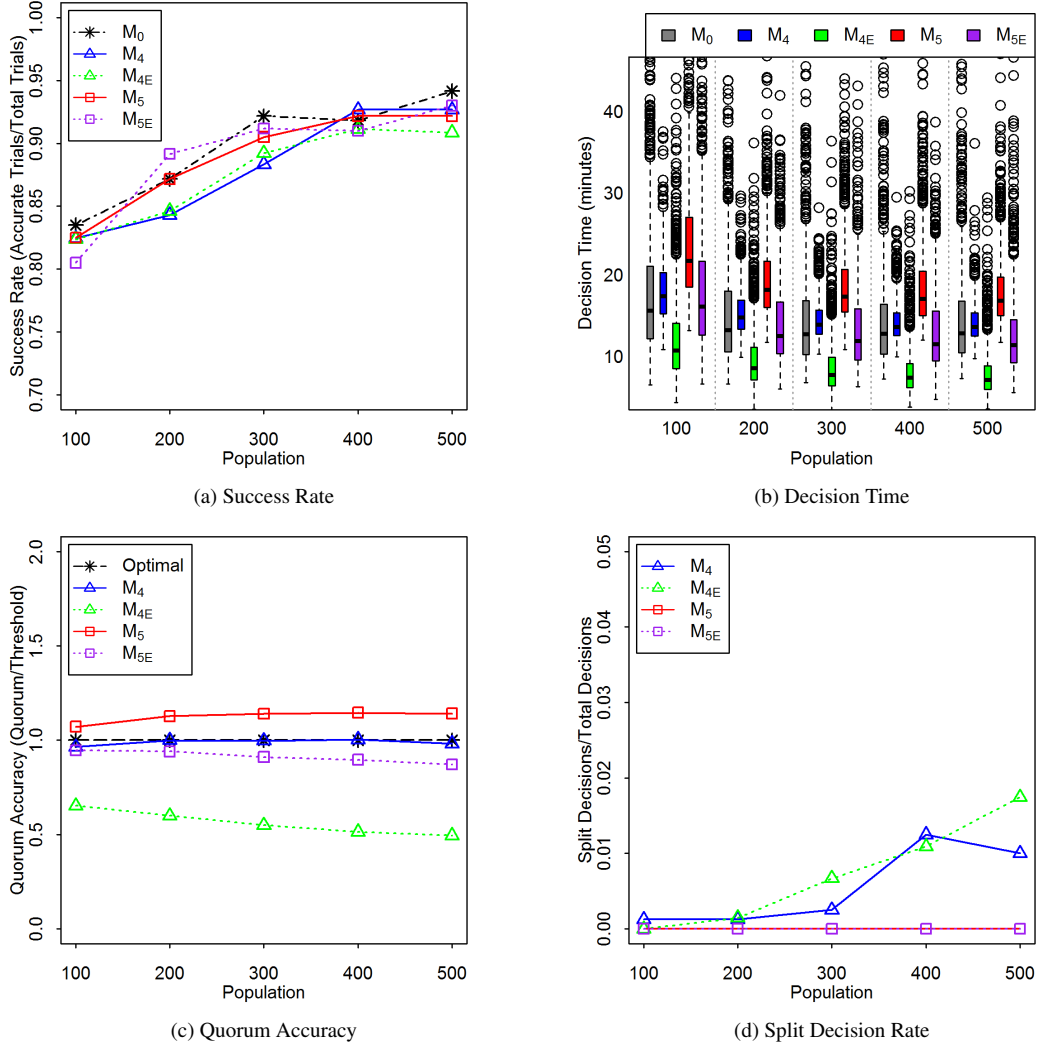 M0
M4
M4E
M5
M5E
Success Rate (Accurate Trials/Total Trials)
0.70 0.75 0.80 0.85 0.90 0.95 1.00
100 200 300 400 500
Population
(a) Success Rate
M0 M4 M4E M5 M5E
Decision Time (minutes)
10 20 30 40
100 200 300 400 500
Population
(b) Decision Time
Optimal
M4
M4E
M5
M5E
Quorum Accuracy (Quorum/Threshold)
0.0 0.5 1.0 1.5 2.0
100 200 300 400 500
Population
(c) Quorum Accuracy
M4
M4E
M5
M5E
Split Decisions/Total Decisions
0.00 0.01 0.02 0.03 0.04 0.05
100 200 300 400 500
Population
(d) Split Decision Rate